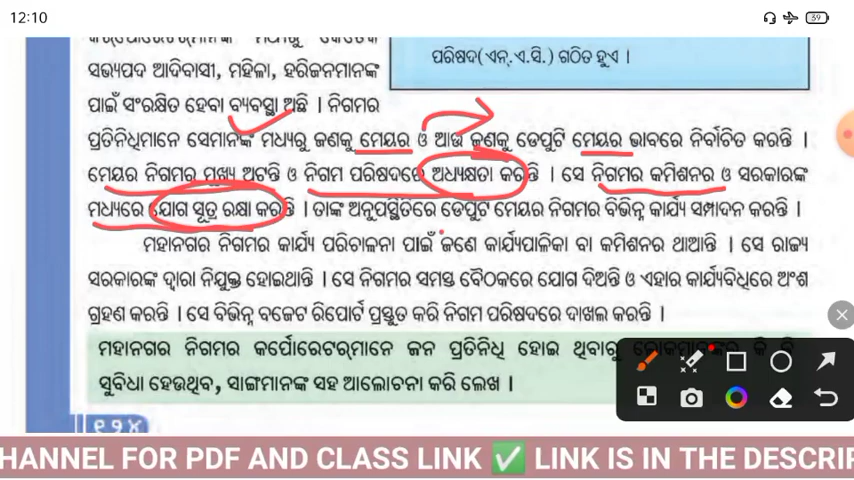 12:10
39
ପରିଷଦ(ଏନ୍.ଏ.ସି.) ଗଠିତ ହୁଏ ।
ସଭ୍ୟପଦ ଆଦିବାସୀ, ମହିଳା, ହରିଜନମାନଙ୍କ
ପାଇଁ ସଂରକ୍ଷିତ ହେବା ବ୍ୟବସ୍ଥା ଅଛି । ନିଗମର
ପ୍ରତିନିଧିମାନେ ସେମାନଙ୍କ ମଧ୍ୟରୁ ଜଣକୁ ମେୟର ଓ ଆଉ ଜଣକୁ ଡେପୁଟି ମେୟର ଭାବରେ ନିର୍ବାଚିତ କରନ୍ତି ।
ମେୟର ନିଗମର ମୁଖ୍ୟ ଅଟନ୍ତି ଓ ନିଗମ ପରିଷଦରେ ଅଧ୍ୟକ୍ଷତା କରନ୍ତି । ସେ ନିଗମର କମିଶନର ଓ ସରକାରଙ୍କ
ମଧ୍ୟରେ ଯୋଗ ସୂତ୍ର ରକ୍ଷା କରନ୍ତି । ତାଙ୍କ ଅନୁପସ୍ଥିତିରେ ଡେପୁଟି ମେୟର ନିଗମର ବିଭିନ୍ନ କାର୍ଯ୍ୟ ସମ୍ପାଦନ କରନ୍ତି ।
ମହାନଗର ନିଗମର କାର୍ଯ୍ୟ ପରିଚାଳନା ପାଇଁ ଜଣେ କାର୍ଯ୍ୟପାଳିକା ବା କମିଶନର ଥାଆନ୍ତି । ସେ ରାଜ୍ୟ
ସରକାରଙ୍କ ଦ୍ୱାରା ନିଯୁକ୍ତ ହୋଇଥାନ୍ତି । ସେ ନିଗମର ସମସ୍ତ ବୈଠକରେ ଯୋଗ ଦିଅନ୍ତି ଓ ଏହାର କାର୍ଯ୍ୟବିଧିରେ ଅଂଶ
ଗ୍ରହଣ କରନ୍ତି । ସେ ବିଭିନ୍ନ ବଜେଟ ରିପୋର୍ଟ ପ୍ରସ୍ତୁତ କରି ନିଗମ ପରିଷଦରେ ଦାଖଲ କରନ୍ତି ।
ମହାନଗର ନିଗମର କର୍ପୋରେଟର୍‌ମାନେ ଜନ ପ୍ରତିନିଧି ହୋଇ ଥିବାରୁ
ସୁବିଧା ହେଉଥିବ, ସାଙ୍ଗମାନଙ୍କ ସହ ଆଲୋଚନା କରି ଲେଖ ।
୧୨୪
HANNEL FOR PDF AND CLASS LINK ✅ LINK IS IN THE DESCRIP